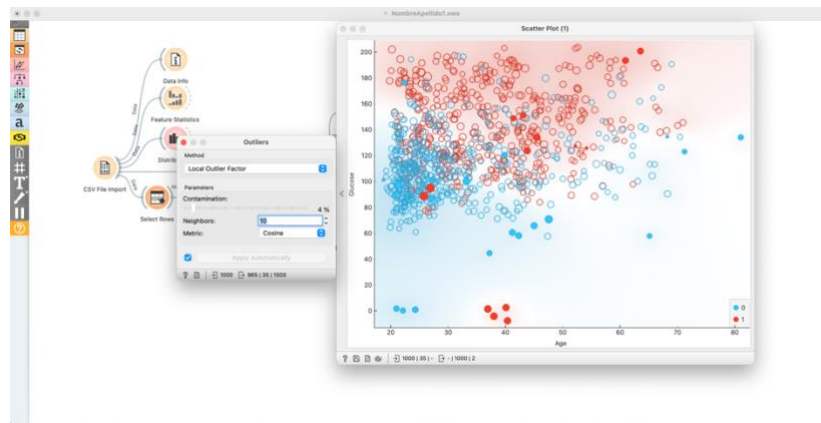 NombreApellido1.ows
Scatter Plot (1)
Data Info
Feature Statistics
Distrib
CSV File Import
Select Rows
Data
Data
Data
Outliers
Method
Local Outlier Factor
Parameters
Contamination:
4 %
Neighbors:
10
Metric:
Cosine
Apply Automatically
1000
965 | 35 | 1000
200
180
160
140
120
100
80
60
40
20
0
Glucose
20
30
40
50
60
70
80
Age
0
1
1000 | 35 | -
- | 1000 | 2